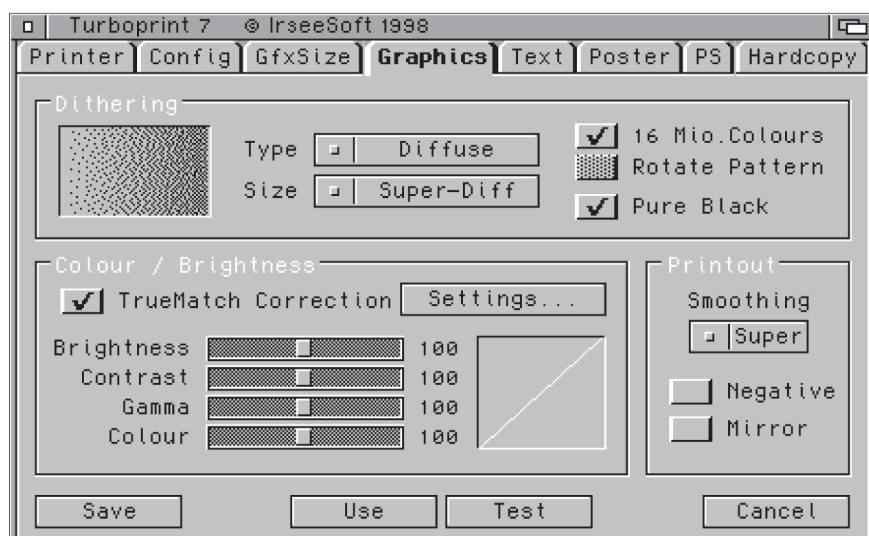 Turboprint 7 © IrseeSoft 1998
Printer Config GfxSize Graphics Text Poster PS Hardcopy
Dithering
Type Diffuse
Size Super-Diff
16 Mio.Colours
Rotate Pattern
Pure Black
Colour / Brightness
TrueMatch Correction Settings...
Brightness 100
Contrast 100
Gamma 100
Colour 100
Printout
Smoothing
Super
Negative
Mirror
Save Use Test Cancel